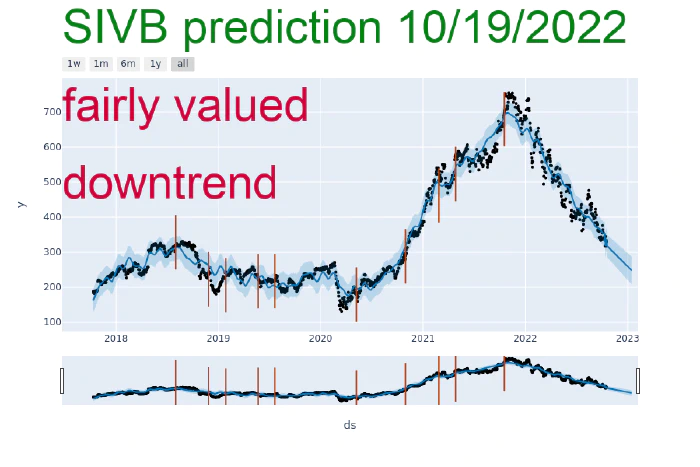 SIVB prediction 10/19/2022
1w 1m 6m 1y all
fairly valued
downtrend
700
600
500
400
300
200
100
y
2018 2019 2020 2021 2022 2023
ds